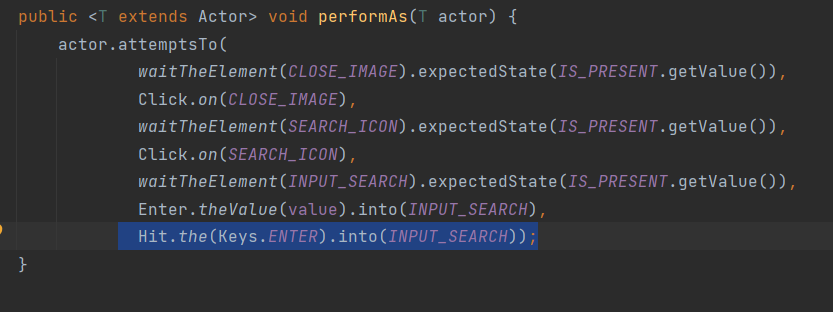 public <T extends Actor> void performAs(T actor) {
actor.attemptsTo(
waitTheElement(CLOSE_IMAGE).expectedState(IS_PRESENT.getValue()),
Click.on(CLOSE_IMAGE),
waitTheElement(SEARCH_ICON).expectedState(IS_PRESENT.getValue()),
Click.on(SEARCH_ICON),
waitTheElement(INPUT_SEARCH).expectedState(IS_PRESENT.getValue()),
Enter.theValue(value).into(INPUT_SEARCH),
Hit.the(Keys.ENTER).into(INPUT_SEARCH));
}